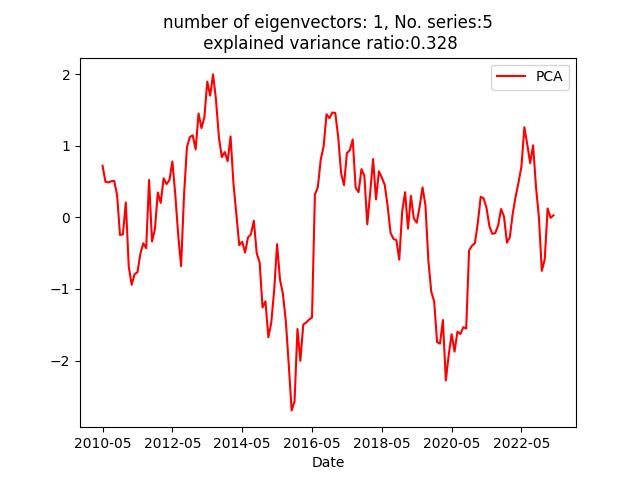 number of eigenvectors: 1, No. series:5
explained variance ratio:0.328
PCA
2
1
0
−1
−2
2010-05 2012-05 2014-05 2016-05 2018-05 2020-05 2022-05
Date